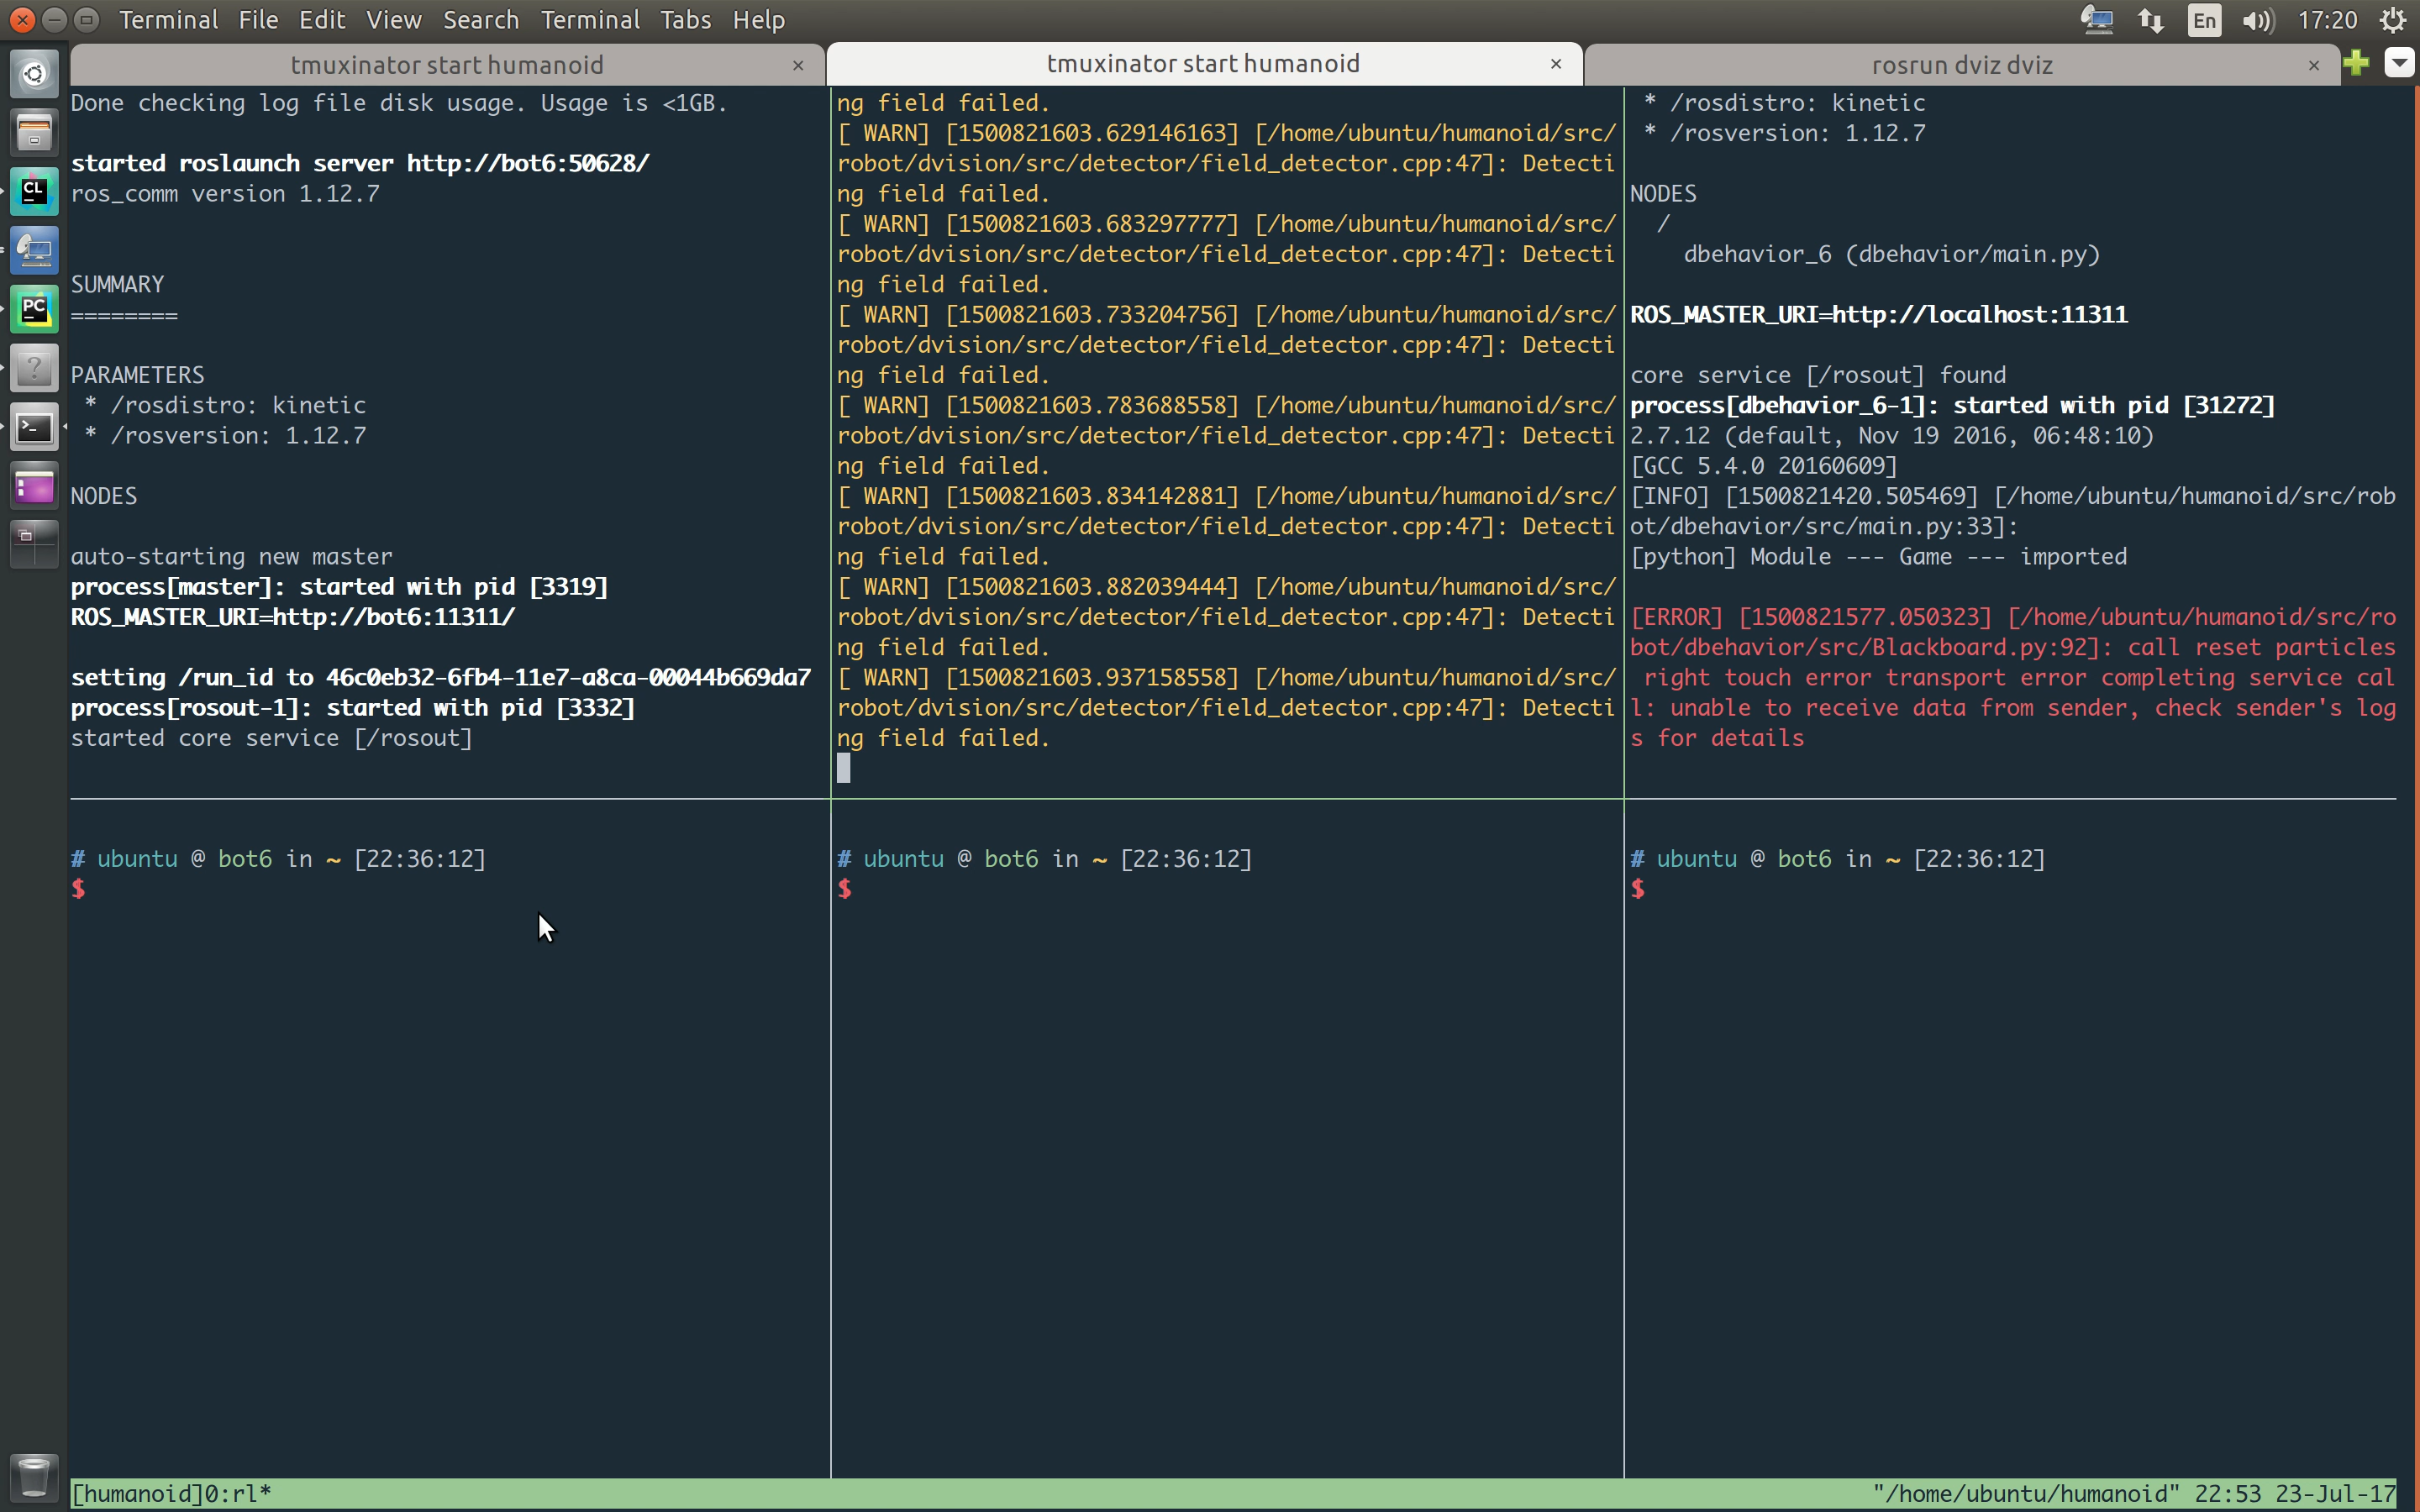 Terminal File Edit View Search Terminal Tabs Help
En 17:20
tmuxinator start humanoid
tmuxinator start humanoid
rosrun dviz dviz
Done checking log file disk usage. Usage is <1GB.
started roslaunch server http://bot6:50628/
ros_comm version 1.12.7
SUMMARY
========
PARAMETERS
* /rosdistro: kinetic
* /rosversion: 1.12.7
NODES
auto-starting new master
process[master]: started with pid [3319]
ROS_MASTER_URI=http://bot6:11311/
setting /run_id to 46c0eb32-6fb4-11e7-a8ca-00044b669da7
process[rosout-1]: started with pid [3332]
started core service [/rosout]
ng field failed.
[ WARN] [1500821603.629146163] [/home/ubuntu/humanoid/src/
robot/dvision/src/detector/field_detector.cpp:47]: Detecti
ng field failed.
[ WARN] [1500821603.683297777] [/home/ubuntu/humanoid/src/
robot/dvision/src/detector/field_detector.cpp:47]: Detecti
ng field failed.
[ WARN] [1500821603.733204756] [/home/ubuntu/humanoid/src/
robot/dvision/src/detector/field_detector.cpp:47]: Detecti
ng field failed.
[ WARN] [1500821603.783688558] [/home/ubuntu/humanoid/src/
robot/dvision/src/detector/field_detector.cpp:47]: Detecti
ng field failed.
[ WARN] [1500821603.834142881] [/home/ubuntu/humanoid/src/
robot/dvision/src/detector/field_detector.cpp:47]: Detecti
ng field failed.
[ WARN] [1500821603.882039444] [/home/ubuntu/humanoid/src/
robot/dvision/src/detector/field_detector.cpp:47]: Detecti
ng field failed.
[ WARN] [1500821603.937158558] [/home/ubuntu/humanoid/src/
robot/dvision/src/detector/field_detector.cpp:47]: Detecti
ng field failed.
* /rosdistro: kinetic
* /rosversion: 1.12.7
NODES
/
dbehavior_6 (dbehavior/main.py)
ROS_MASTER_URI=http://localhost:11311
core service [/rosout] found
process[dbehavior_6-1]: started with pid [31272]
2.7.12 (default, Nov 19 2016, 06:48:10)
[GCC 5.4.0 20160609]
[INFO] [1500821420.505469] [/home/ubuntu/humanoid/src/rob
ot/dbehavior/src/main.py:33]:
[python] Module --- Game --- imported
[ERROR] [1500821577.050323] [/home/ubuntu/humanoid/src/ro
bot/dbehavior/src/Blackboard.py:92]: call reset particles
right touch error transport error completing service cal
l: unable to receive data from sender, check sender's log
s for details
# ubuntu @ bot6 in ~ [22:36:12]
$
# ubuntu @ bot6 in ~ [22:36:12]
$
# ubuntu @ bot6 in ~ [22:36:12]
$
CL
PC
[humanoid]0:rl*
"/home/ubuntu/humanoid" 22:53 23-Jul-17